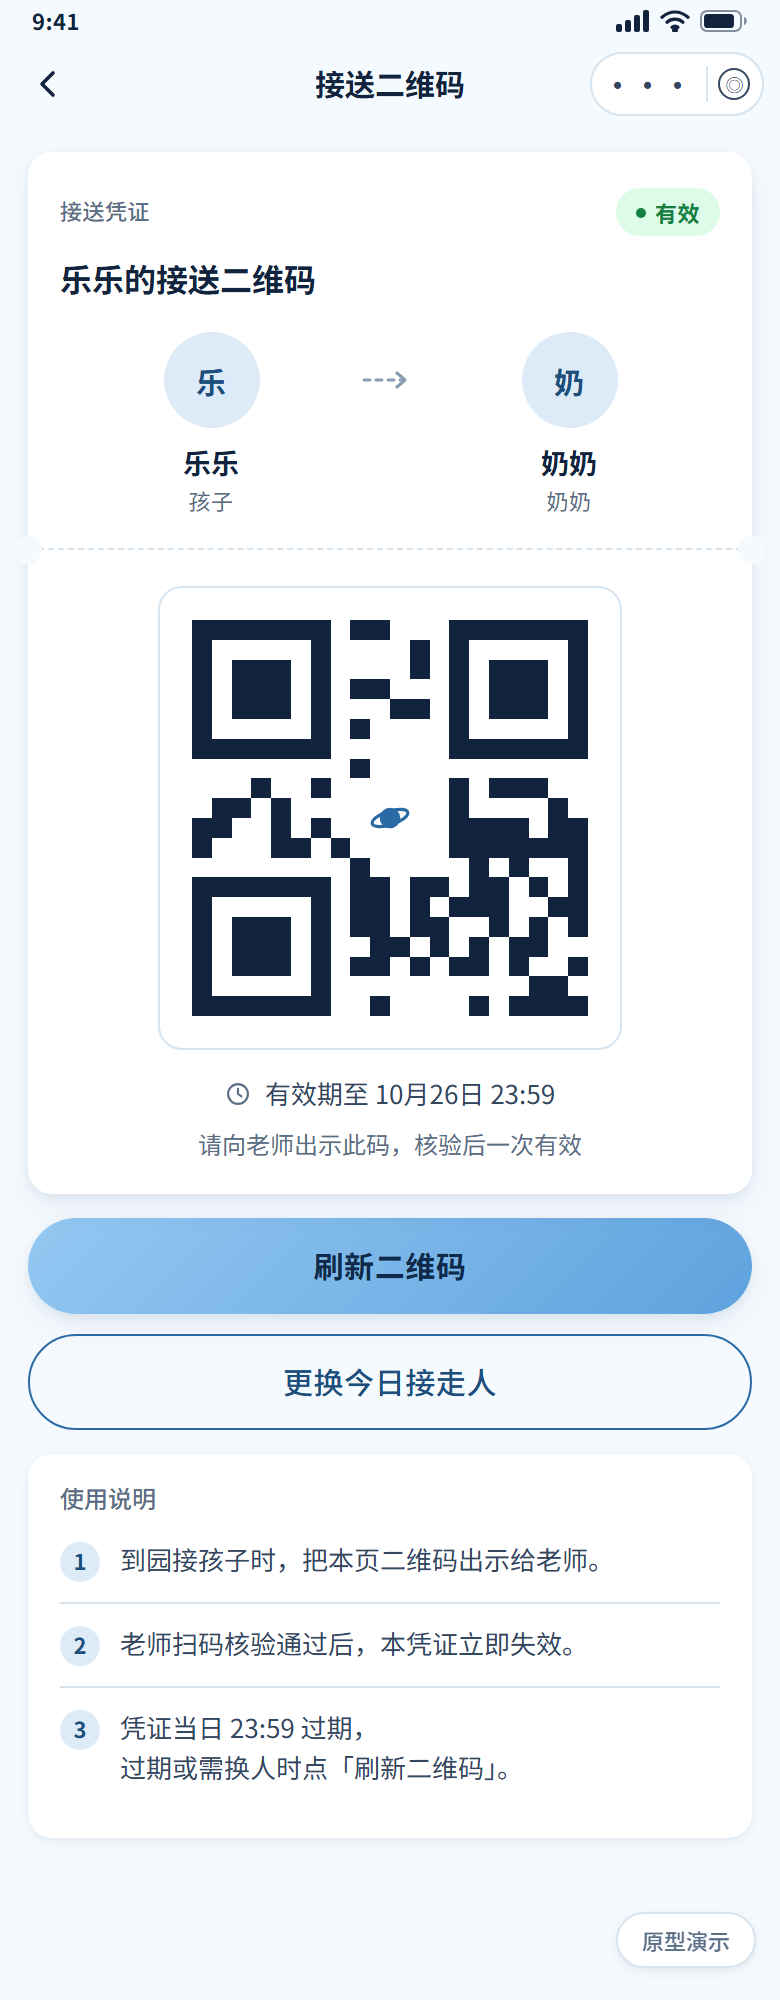 9:41
接送二维码
接送凭证
有效
乐乐的接送二维码
乐
奶
乐乐
奶奶
孩子
奶奶
有效期至 10月26日 23:59
请向老师出示此码，核验后一次有效
刷新二维码
更换今日接走人
使用说明
1 到园接孩子时，把本页二维码出示给老师。
2 老师扫码核验通过后，本凭证立即失效。
3 凭证当日 23:59 过期，
过期或需换人时点「刷新二维码」。
原型演示